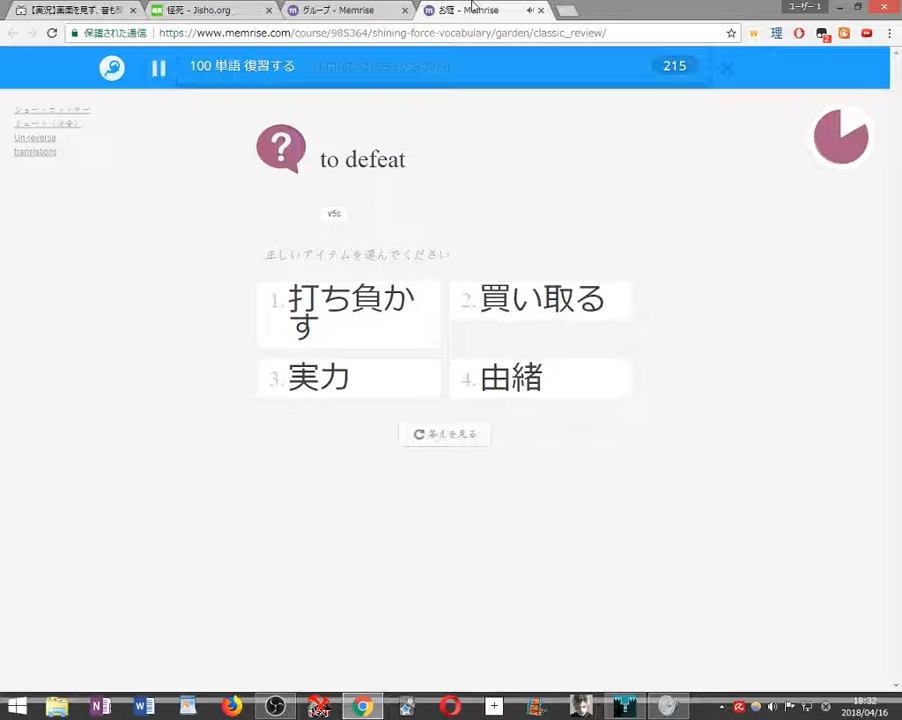 【実況】画面を見ず、音も
怪死 - Jisho.org
グループ - Memrise
お庭 - Memrise
ユーザー 1
保護された通信
https://www.memrise.com/course/985364/shining-force-vocabulary/garden/classic_review/
100 単語 復習する
215
Un-reverse
translations
to defeat
v5s
正しいアイテムを選んでください
1. 打ち負か
す
2. 買い取る
3. 実力
4. 由緒
答えを見る
18:32
2018/04/16